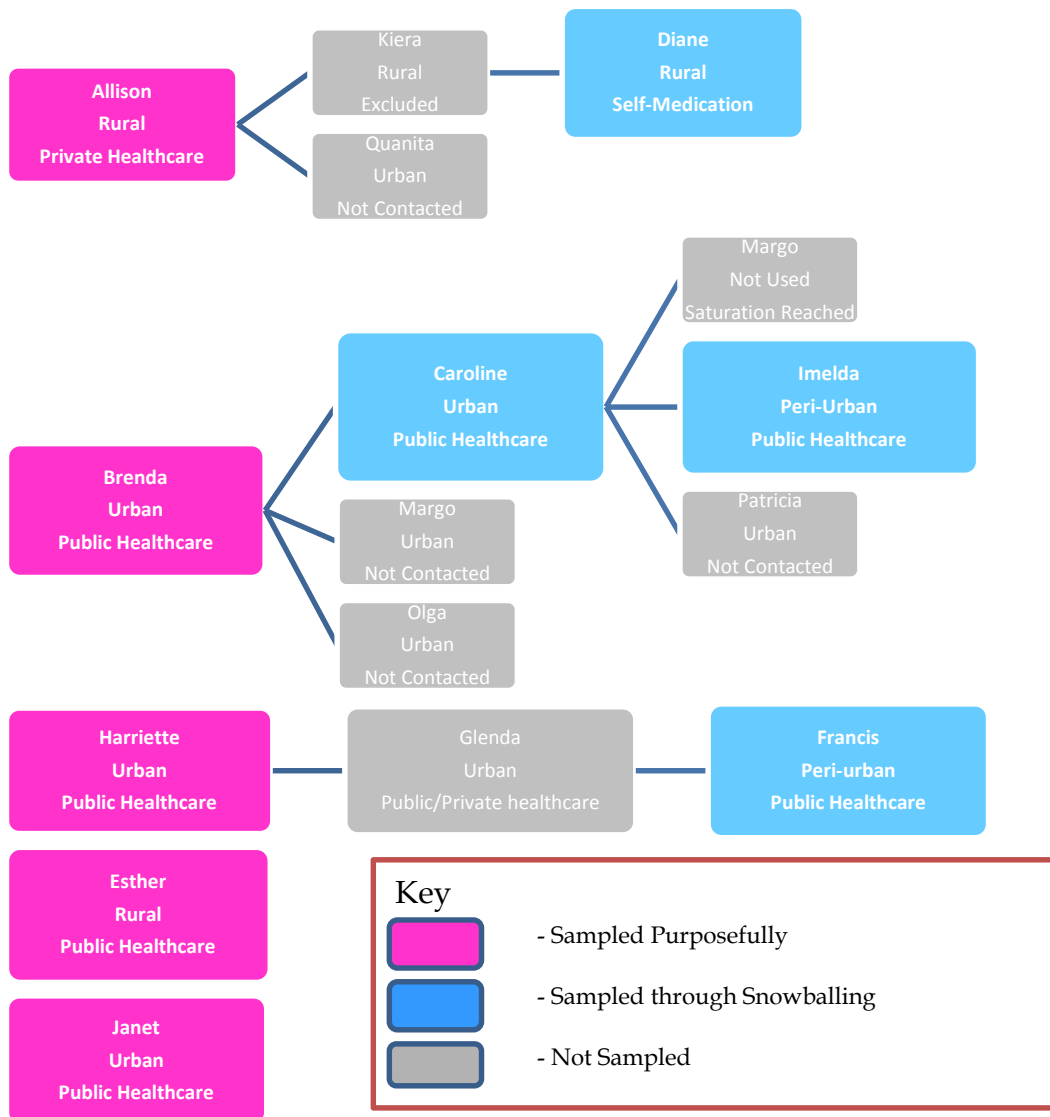 Allison
Rural
Private Healthcare
Kiera
Rural
Excluded
Diane
Rural
Self-Medication
Quanita
Urban
Not Contacted
Brenda
Urban
Public Healthcare
Caroline
Urban
Public Healthcare
Margo
Not Used
Saturation Reached
Imelda
Peri-Urban
Public Healthcare
Patricia
Urban
Not Contacted
Margo
Urban
Not Contacted
Olga
Urban
Not Contacted
Harriette
Urban
Public Healthcare
Glenda
Urban
Public/Private healthcare
Francis
Peri-urban
Public Healthcare
Esther
Rural
Public Healthcare
Janet
Urban
Public Healthcare
Key
- Sampled Purposefully
- Sampled through Snowballing
- Not Sampled